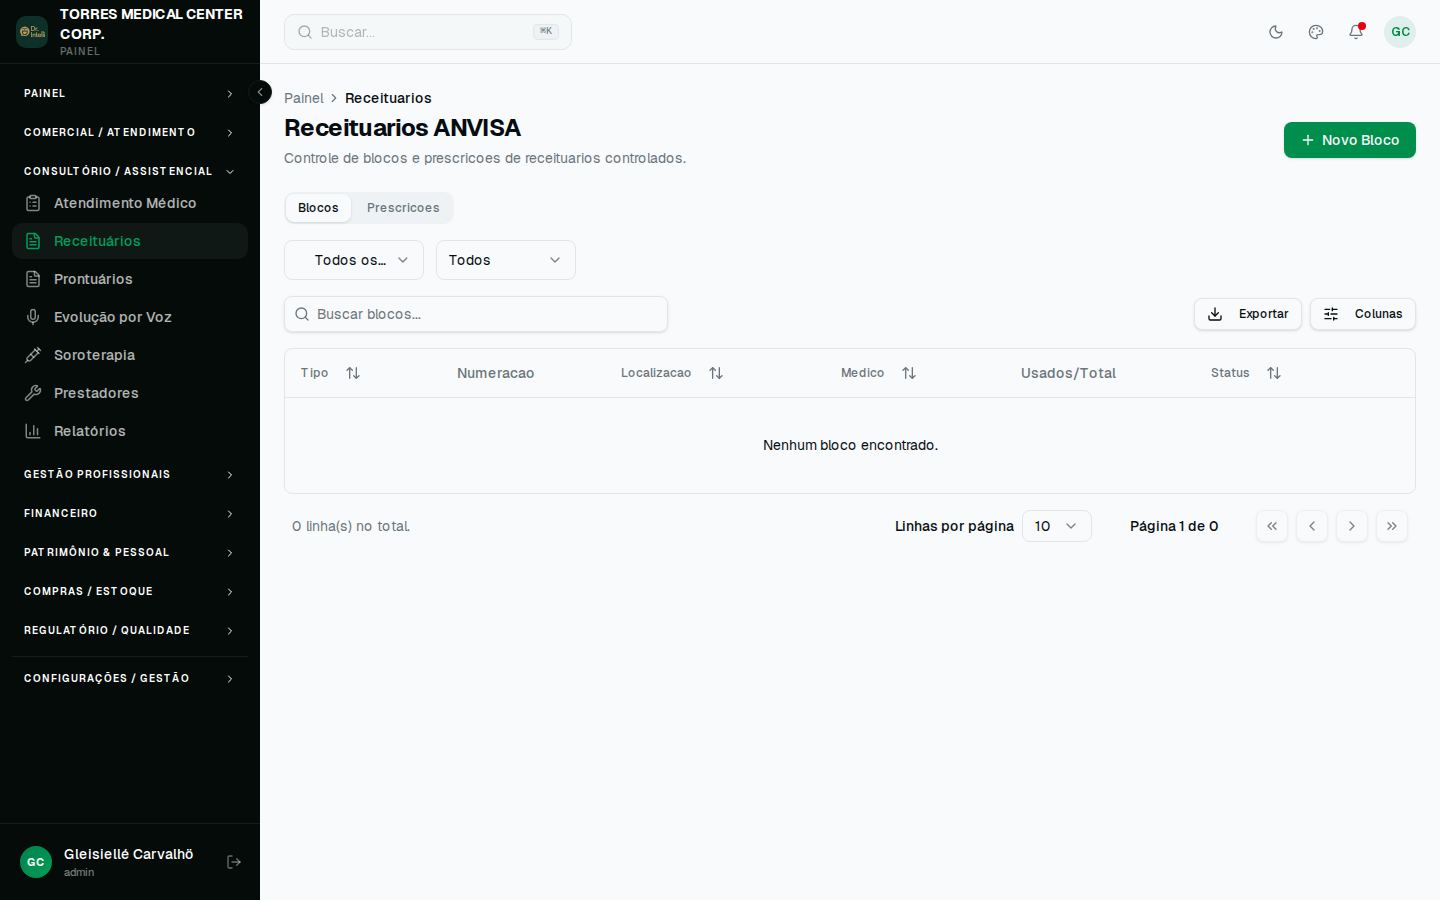 Dr. Intelli
TORRES MEDICAL CENTER
CORP.
PAINEL
PAINEL
COMERCIAL / ATENDIMENTO
CONSULTÓRIO / ASSISTENCIAL
Atendimento Médico
Receituários
Prontuários
Evolução por Voz
Soroterapia
Prestadores
Relatórios
GESTÃO PROFISSIONAIS
FINANCEIRO
PATRIMÔNIO & PESSOAL
COMPRAS / ESTOQUE
REGULATÓRIO / QUALIDADE
CONFIGURAÇÕES / GESTÃO
GC
Gleisiellé Carvalhö
admin
Buscar... ⌘K
GC
Painel > Receituarios
Receituarios ANVISA
Controle de blocos e prescricoes de receituarios controlados.
+ Novo Bloco
Blocos Prescricoes
Todos os... Todos
Buscar blocos...
Exportar Colunas
Tipo Numeracao Localizacao Medico Usados/Total Status
Nenhum bloco encontrado.
0 linha(s) no total.
Linhas por página 10 Página 1 de 0